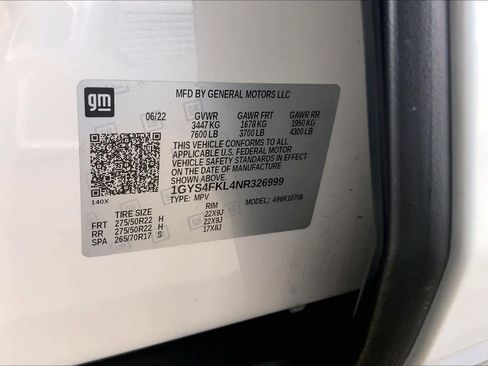 gm
MFD BY GENERAL MOTORS LLC
06/22 GVWR GAWR FRT GAWR RR
3447 KG 1678 KG 1950 KG
7600 LB 3700 LB 4300 LB
THIS VEHICLE CONFORMS TO ALL
APPLICABLE U.S. FEDERAL MOTOR
VEHICLE SAFETY STANDARDS IN
EFFECT ON THE DATE OF MANUFACTURE
SHOWN ABOVE.
1GYS4FKL4NR326999
140X TYPE: MPV MODEL: 496K10706
TIRE SIZE RIM
FRT 275/50R22 H 22X9J
RR 275/50R22 H 22X9J
SPA 265/70R17 S 17X8J